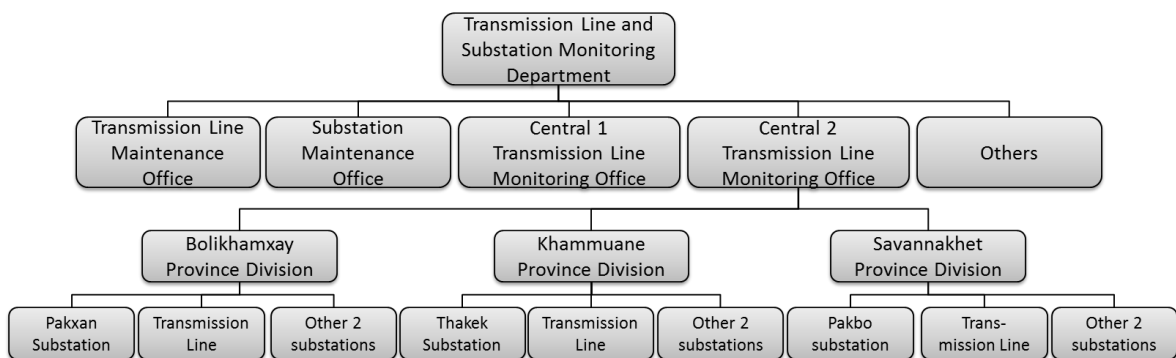 Transmission Line and
Substation Monitoring
Department
Transmission Line
Maintenance
Office
Substation
Maintenance
Office
Central 1
Transmission Line
Monitoring Office
Central 2
Transmission Line
Monitoring Office
Others
Bolikhamxay
Province Division
Khammuane
Province Division
Savannakhet
Province Division
Pakxan
Substation
Transmission
Line
Other 2
substations
Thakek
Substation
Transmission
Line
Other 2
substations
Pakbo
substation
Trans-
mission Line
Other 2
substations